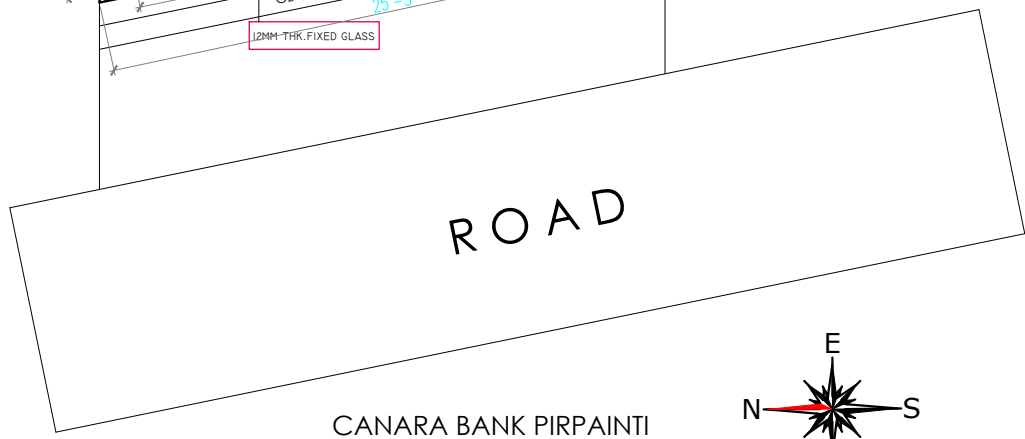 12MM THK.FIXED GLASS
ROAD
E
N
S
CANARA BANK PIRPAINTI